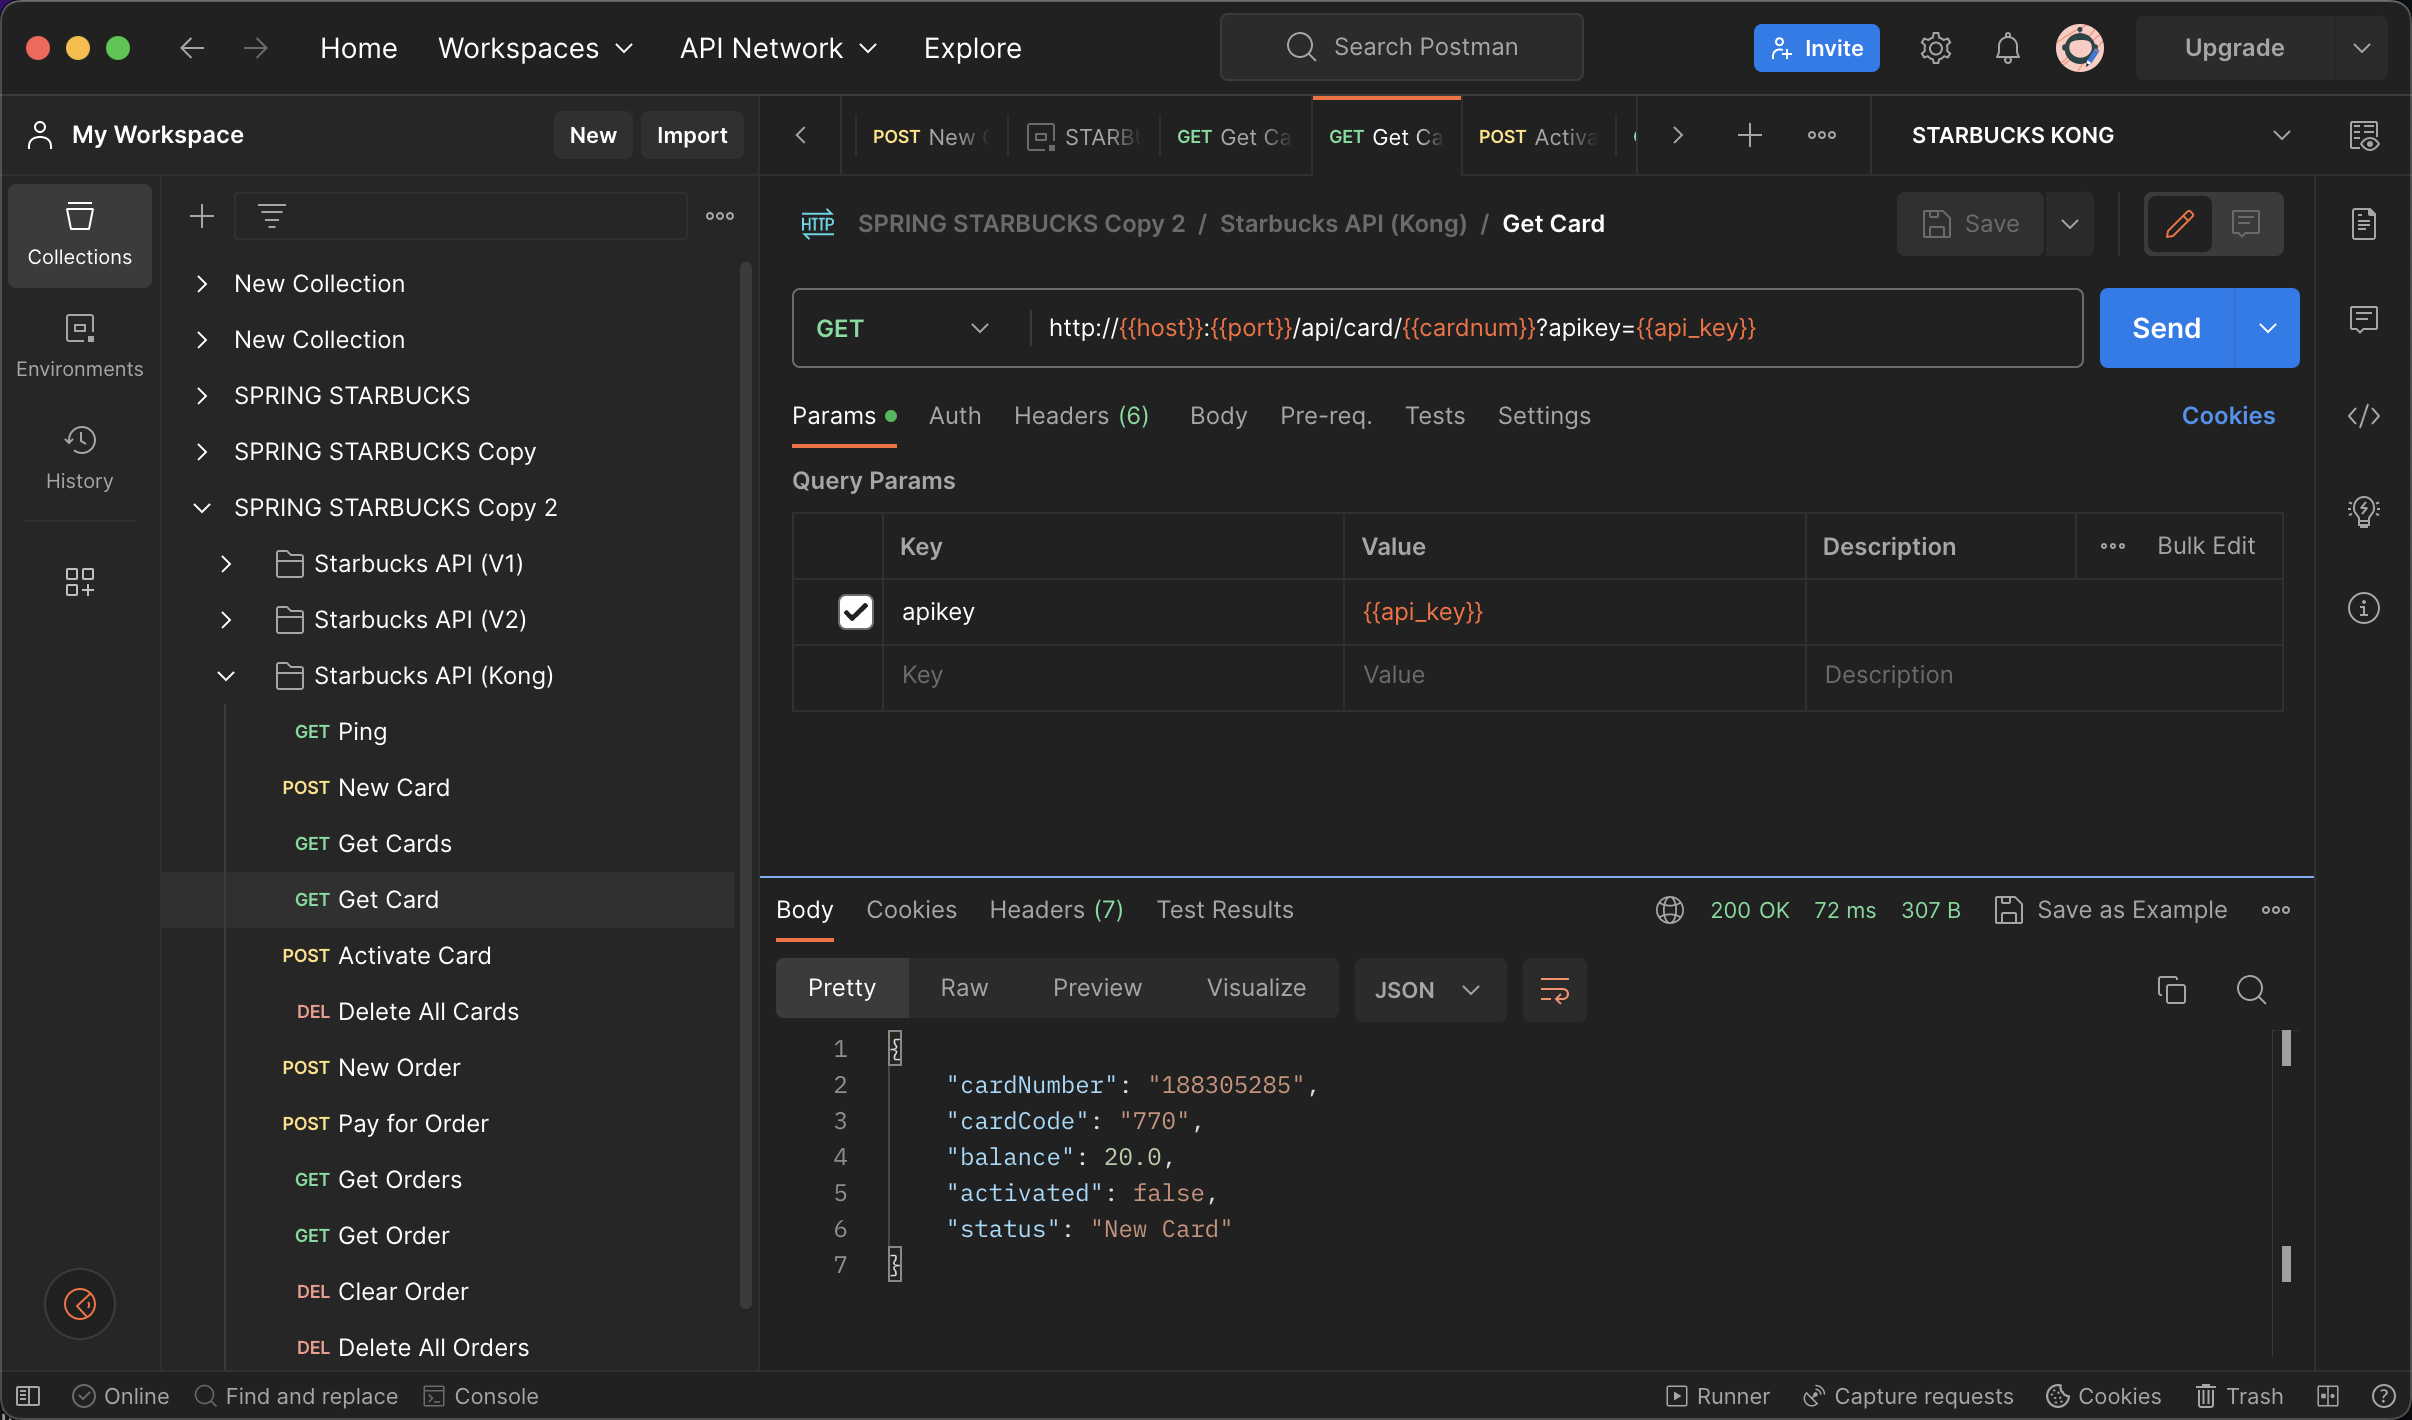 Home
Workspaces
API Network
Explore
Search Postman
Invite
Upgrade
My Workspace
New
Import
POST New
STARBU
GET Get Ca
GET Get Ca
POST Activa
STARBUCKS KONG
Collections
Environments
History
New Collection
New Collection
SPRING STARBUCKS
SPRING STARBUCKS Copy
SPRING STARBUCKS Copy 2
Starbucks API (V1)
Starbucks API (V2)
Starbucks API (Kong)
GET Ping
POST New Card
GET Get Cards
GET Get Card
POST Activate Card
DEL Delete All Cards
POST New Order
POST Pay for Order
GET Get Orders
GET Get Order
DEL Clear Order
DEL Delete All Orders
HTTP SPRING STARBUCKS Copy 2 / Starbucks API (Kong) / Get Card
Save
GET http://{{host}}:{{port}}/api/card/{{cardnum}}?apikey={{api_key}}
Send
Params Auth Headers (6) Body Pre-req. Tests Settings Cookies
Query Params
Key Value Description Bulk Edit
apikey {{api_key}}
Key Value Description
Body Cookies Headers (7) Test Results 200 OK 72 ms 307 B Save as Example
Pretty Raw Preview Visualize JSON
1 {
2 "cardNumber": "188305285",
3 "cardCode": "770",
4 "balance": 20.0,
5 "activated": false,
6 "status": "New Card"
7 }
Online Find and replace Console Runner Capture requests Cookies Trash